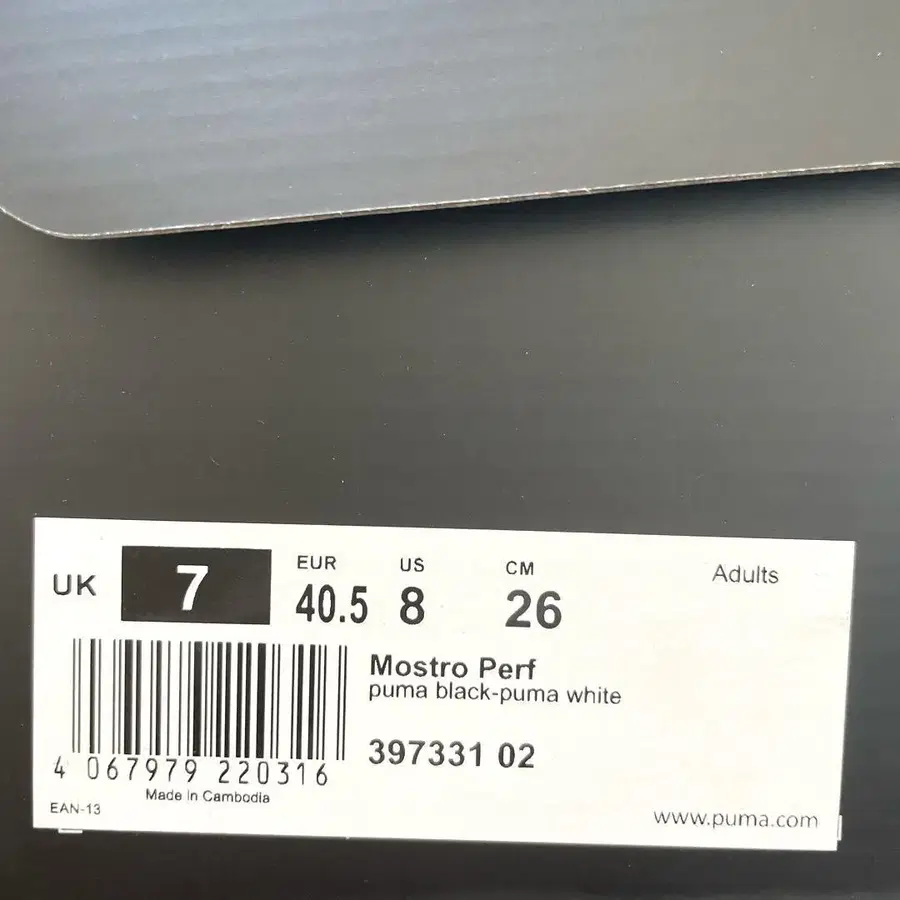 UK 7 EUR 40.5 US 8 CM 26 Adults
Mostro Perf
puma black-puma white
397331 02
4 067979 220316
Made in Cambodia
EAN-13
www.puma.com